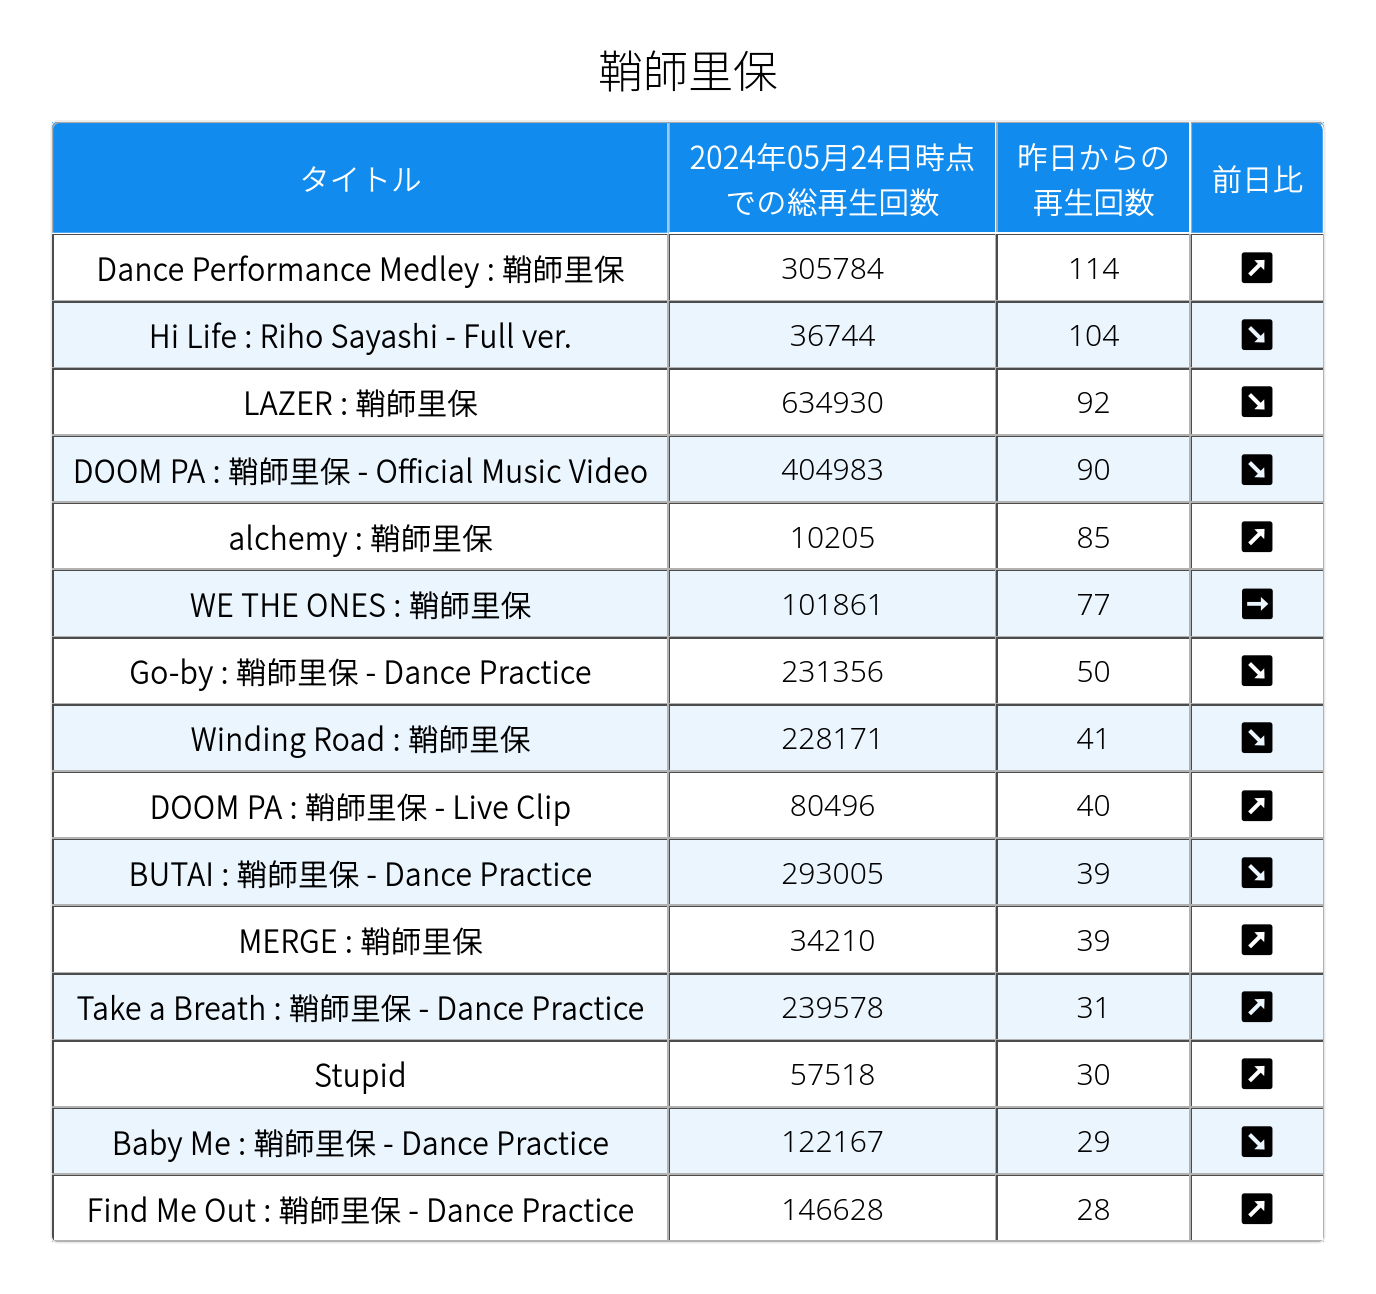 鞘師里保
タイトル
2024年05月24日時点
での総再生回数
昨日からの
再生回数
前日比
Dance Performance Medley : 鞘師里保 305784 114 ↗
Hi Life : Riho Sayashi - Full ver. 36744 104 ↘
LAZER : 鞘師里保 634930 92 ↘
DOOM PA : 鞘師里保 - Official Music Video 404983 90 ↘
alchemy : 鞘師里保 10205 85 ↗
WE THE ONES : 鞘師里保 101861 77 →
Go-by : 鞘師里保 - Dance Practice 231356 50 ↘
Winding Road : 鞘師里保 228171 41 ↘
DOOM PA : 鞘師里保 - Live Clip 80496 40 ↗
BUTAI : 鞘師里保 - Dance Practice 293005 39 ↘
MERGE : 鞘師里保 34210 39 ↗
Take a Breath : 鞘師里保 - Dance Practice 239578 31 ↗
Stupid 57518 30 ↗
Baby Me : 鞘師里保 - Dance Practice 122167 29 ↘
Find Me Out : 鞘師里保 - Dance Practice 146628 28 ↗